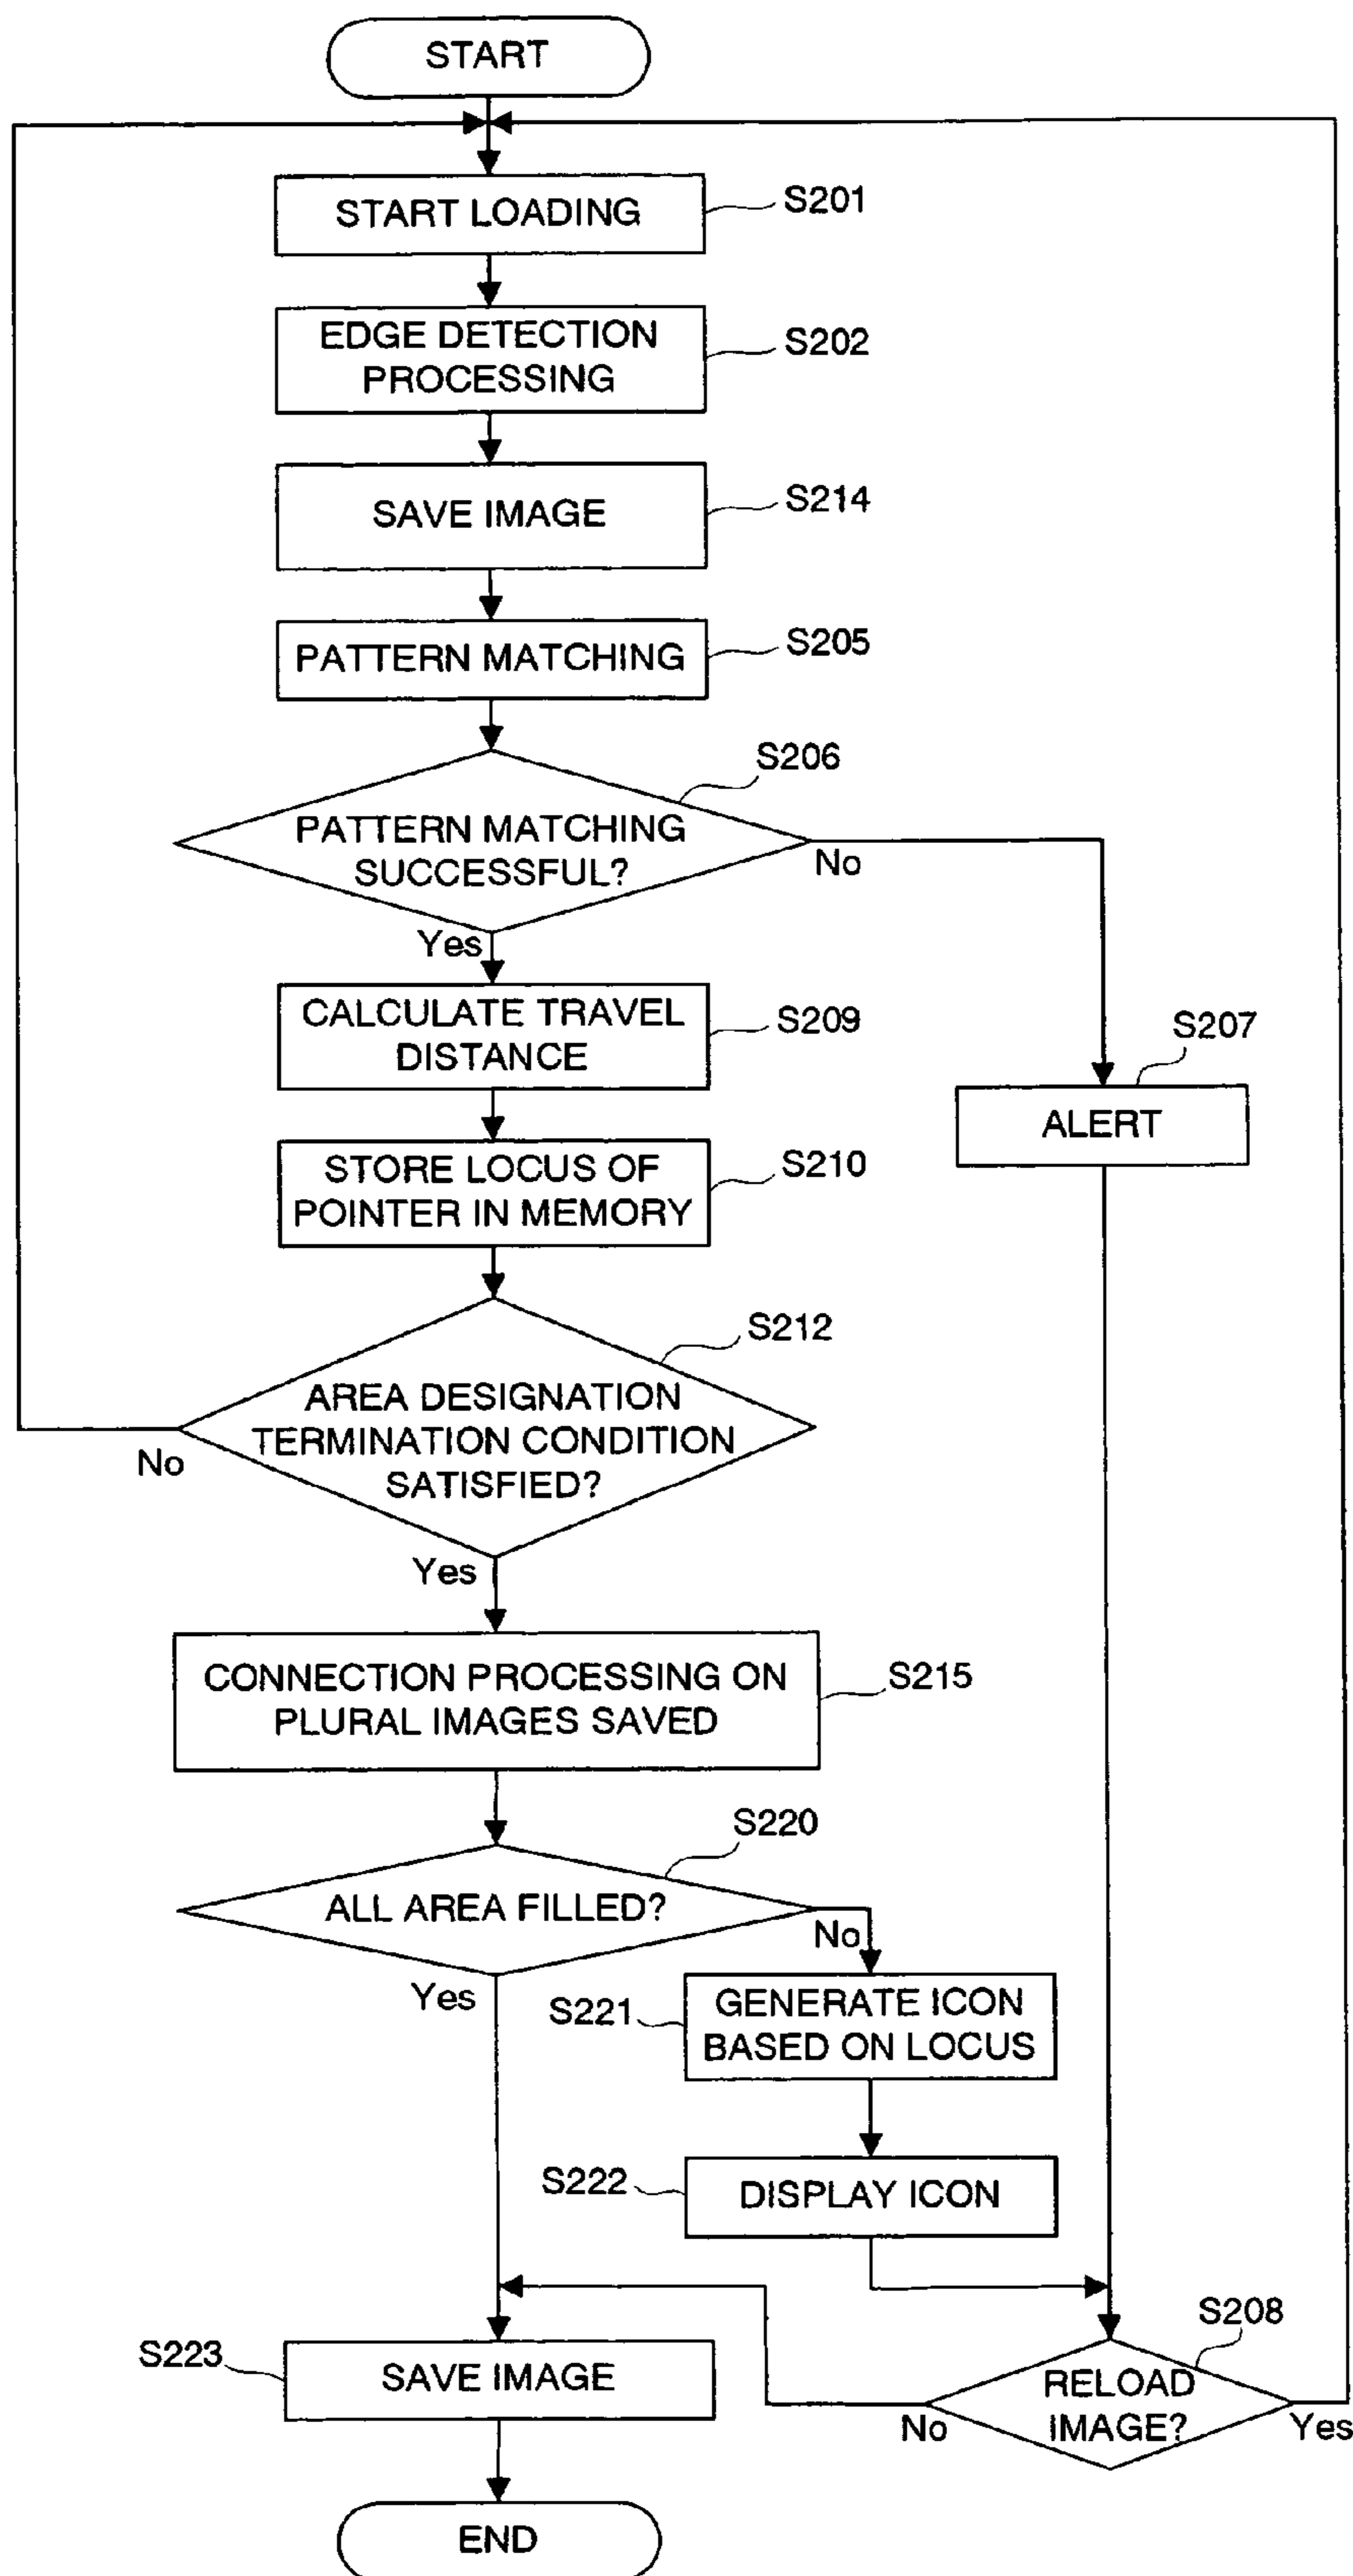 START
START LOADING
S201
EDGE DETECTION
PROCESSING
S202
SAVE IMAGE
S214
PATTERN MATCHING
S205
S206
PATTERN MATCHING
SUCCESSFUL?
No
Yes
CALCULATE TRAVEL
DISTANCE
S209
S207
ALERT
STORE LOCUS OF
POINTER IN MEMORY
S210
S212
AREA DESIGNATION
TERMINATION CONDITION
SATISFIED?
No
Yes
CONNECTION PROCESSING ON
PLURAL IMAGES SAVED
S215
S220
ALL AREA FILLED?
No
Yes
S221
GENERATE ICON
BASED ON LOCUS
S222
DISPLAY ICON
S208
S223
SAVE IMAGE
RELOAD
IMAGE?
No
Yes
END